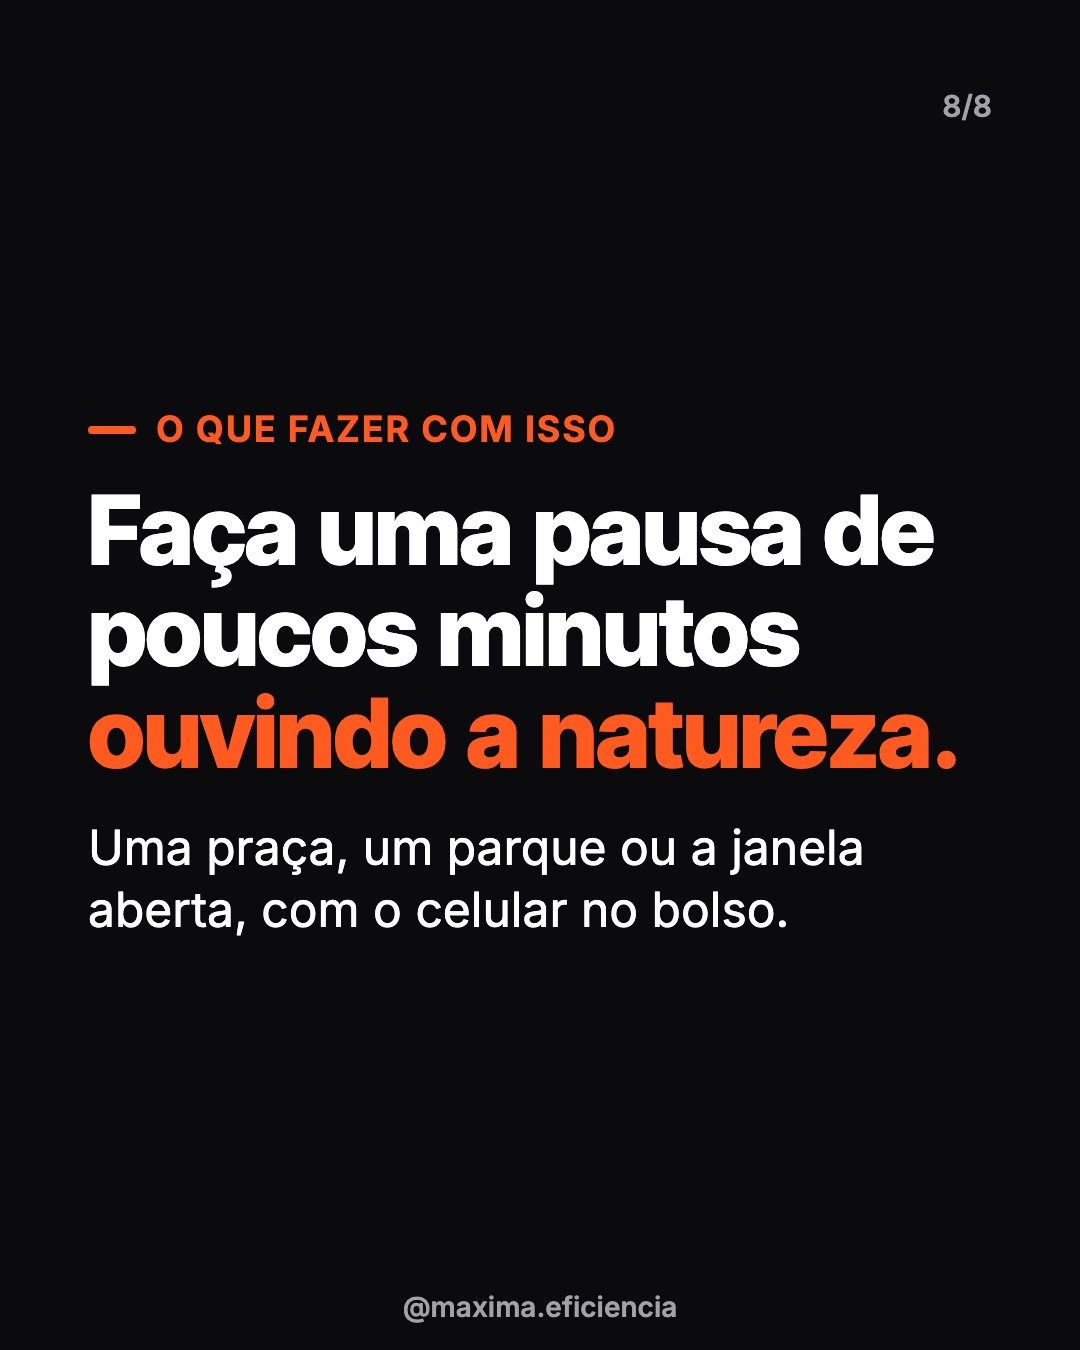 8/8
O QUE FAZER COM ISSO
Faça uma pausa de
poucos minutos
ouvindo a natureza.
Uma praça, um parque ou a janela
aberta, com o celular no bolso.
@maxima.eficiencia